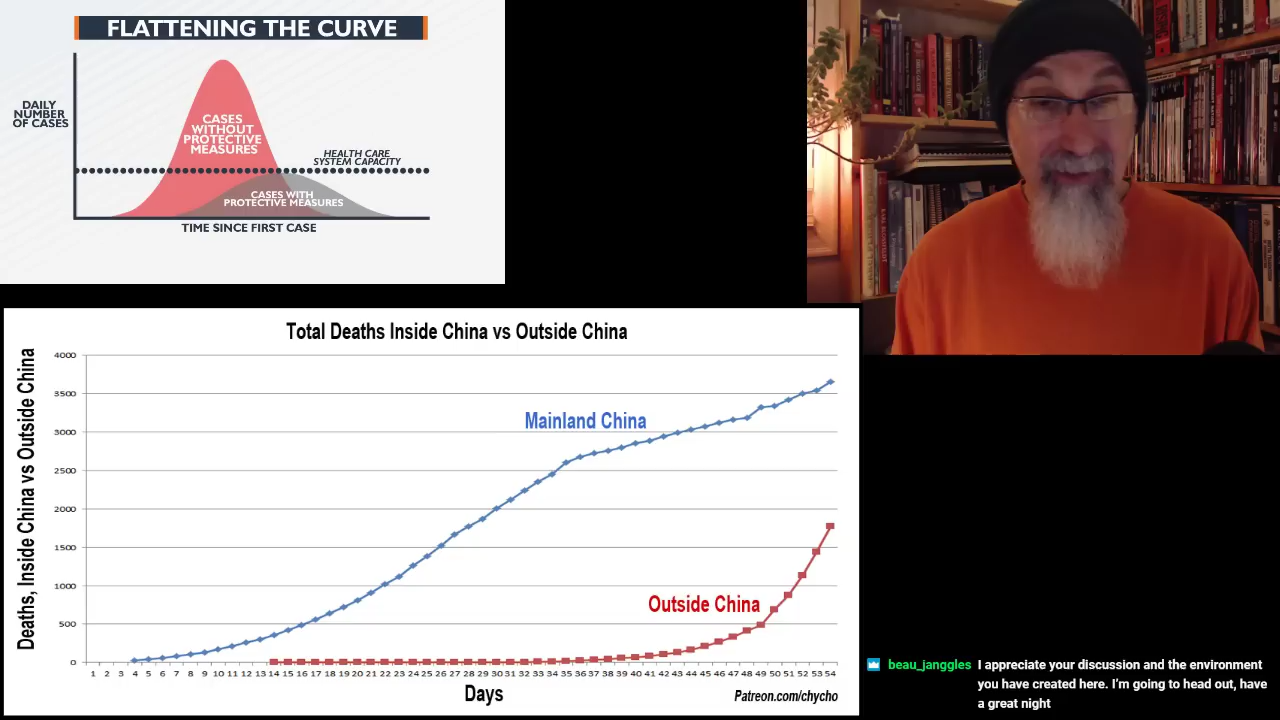 FLATTENING THE CURVE
DAILY
NUMBER
OF CASES
CASES
WITHOUT
PROTECTIVE
MEASURES
HEALTH CARE
SYSTEM CAPACITY
CASES WITH
PROTECTIVE MEASURES
TIME SINCE FIRST CASE
Total Deaths Inside China vs Outside China
Deaths, Inside China vs Outside China
4000
3500
3000
2500
2000
1500
1000
500
0
Mainland China
Outside China
1 2 3 4 5 6 7 8 9 10 11 12 13 14 15 16 17 18 19 20 21 22 23 24 25 26 27 28 29 30 31 32 33 34 35 36 37 38 39 40 41 42 43 44 45 46 47 48 49 50 51 52 53 54
Days
Patreon.com/chycho
beau_janggles I appreciate your discussion and the environment
you have created here. I'm going to head out, have
a great night